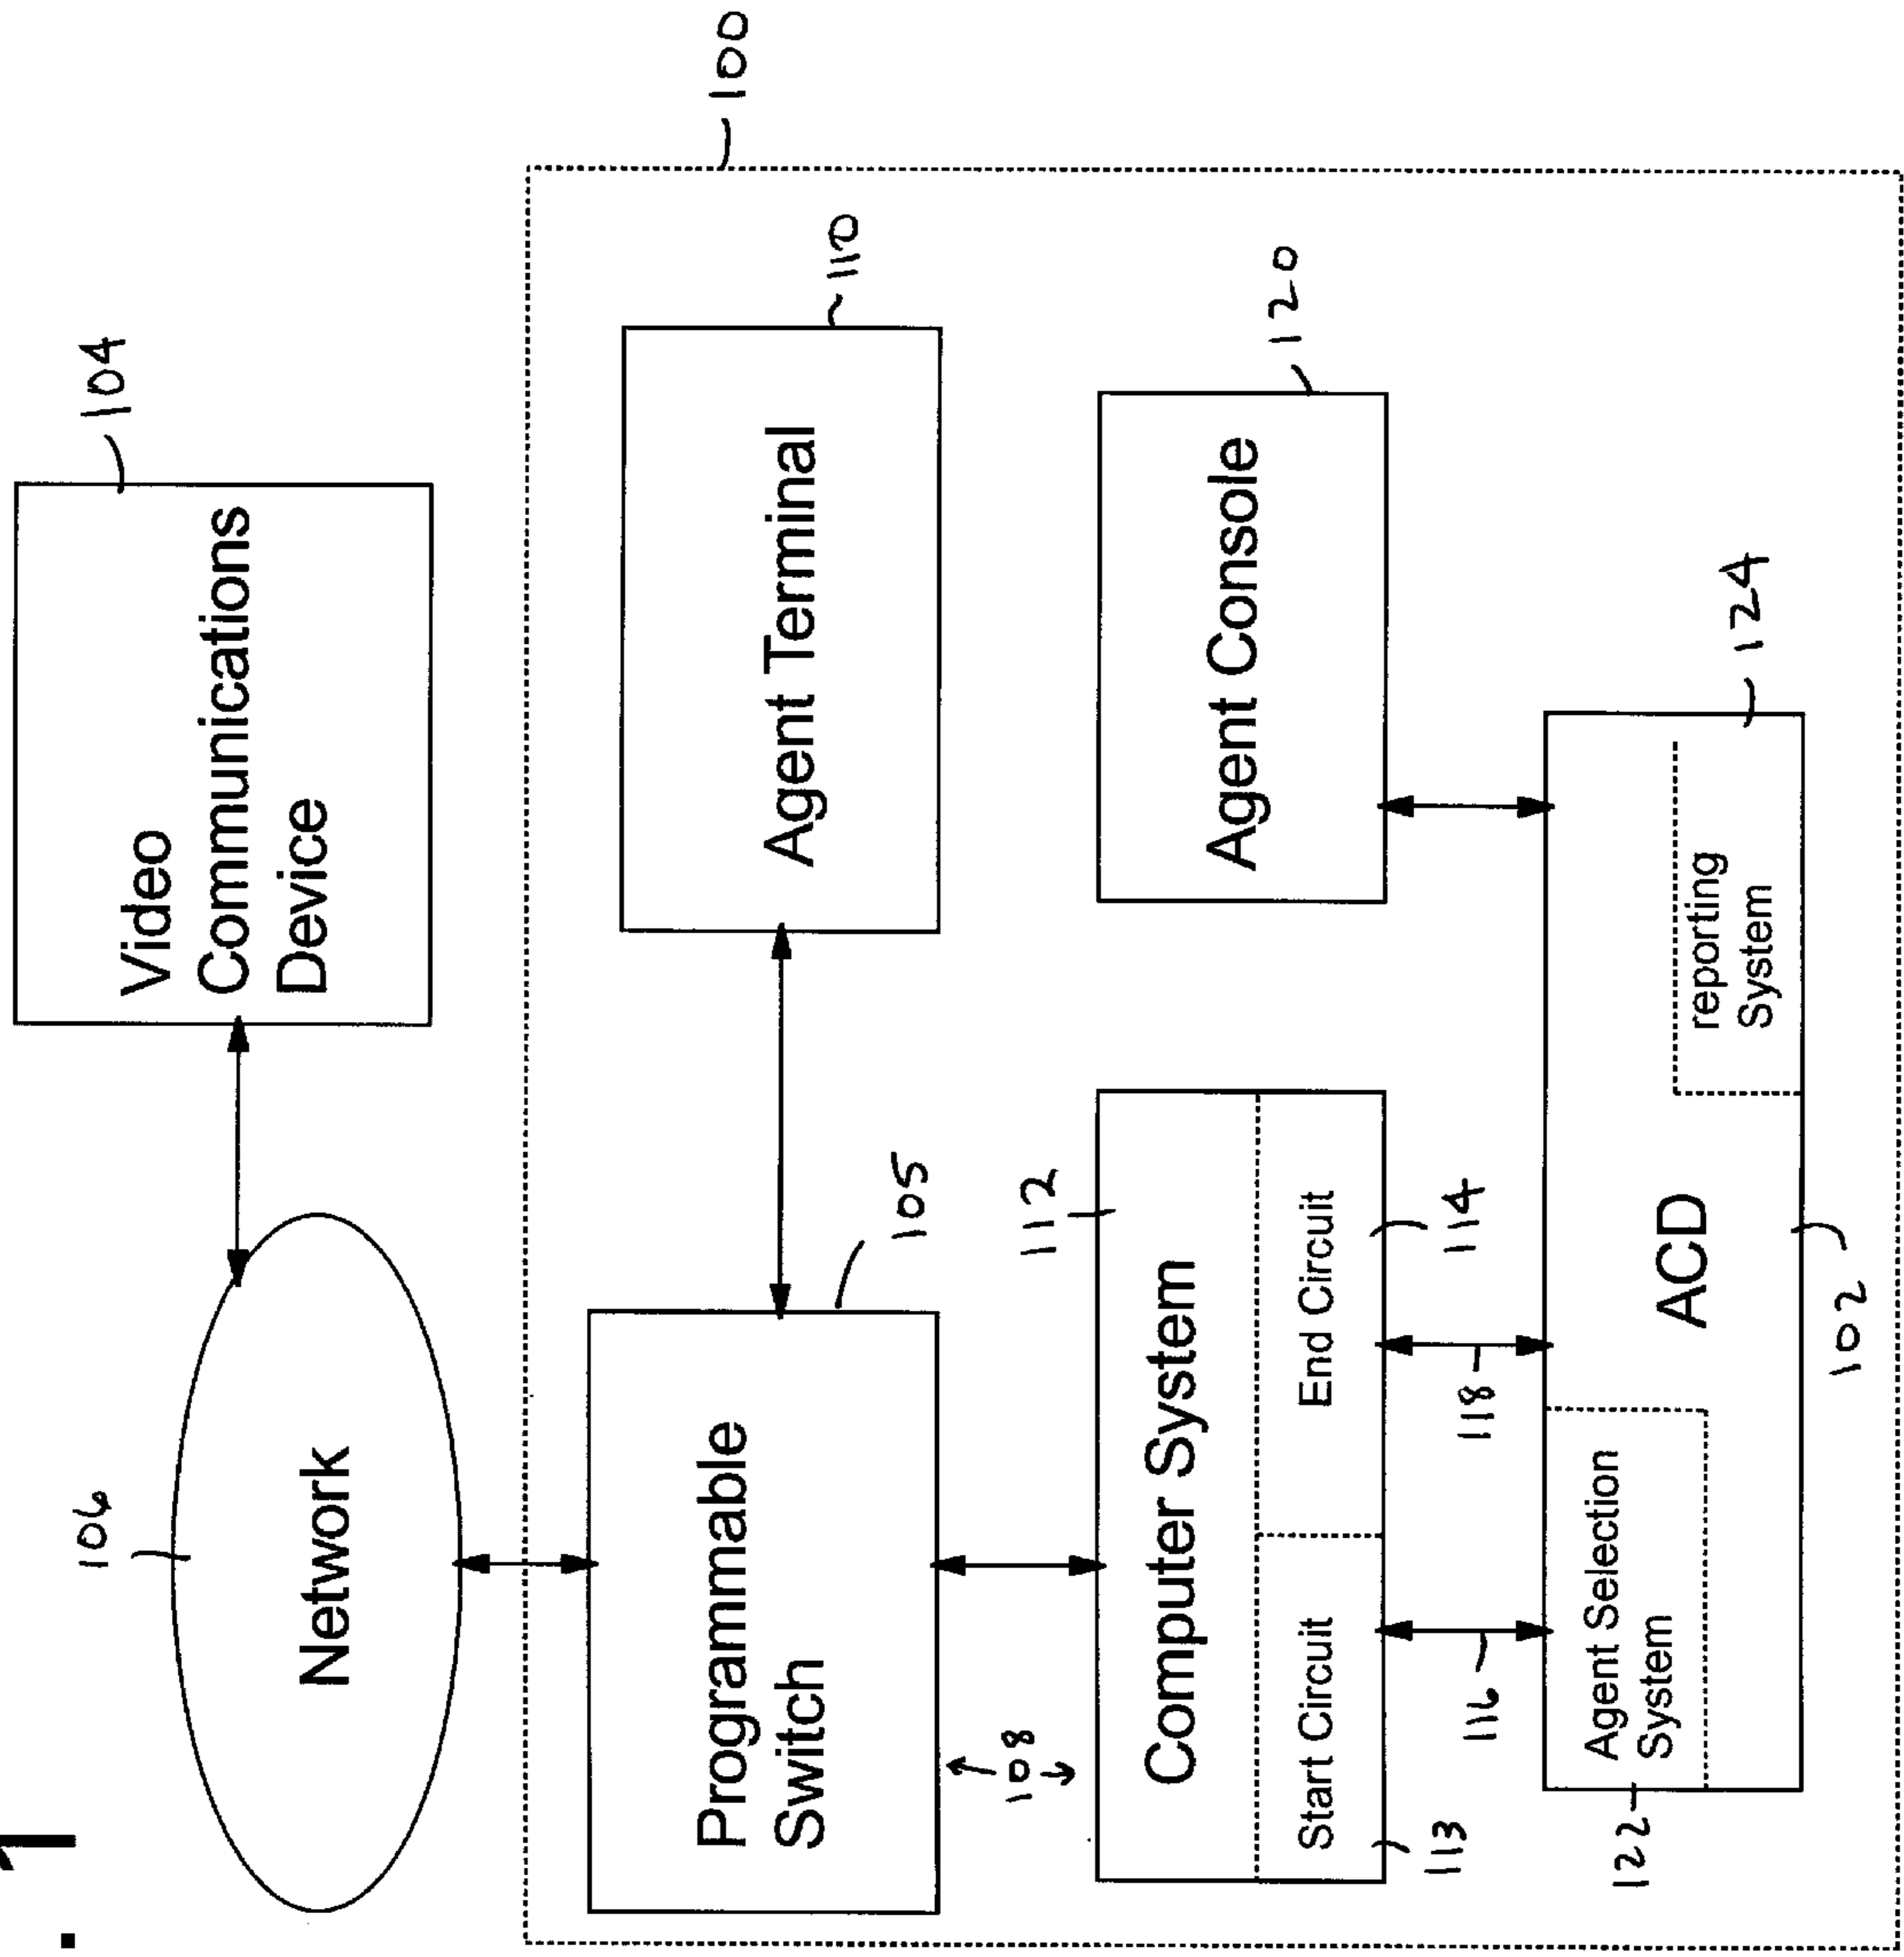 . 1
106
Network
Video
Communications
Device
104
100
Programmable
Switch
105
Agent Terminal
110
108
112
Computer System
Start Circuit
End Circuit
113
114
Agent Console
120
116
118
Agent Selection
System
122
ACD
102
reporting
System
124